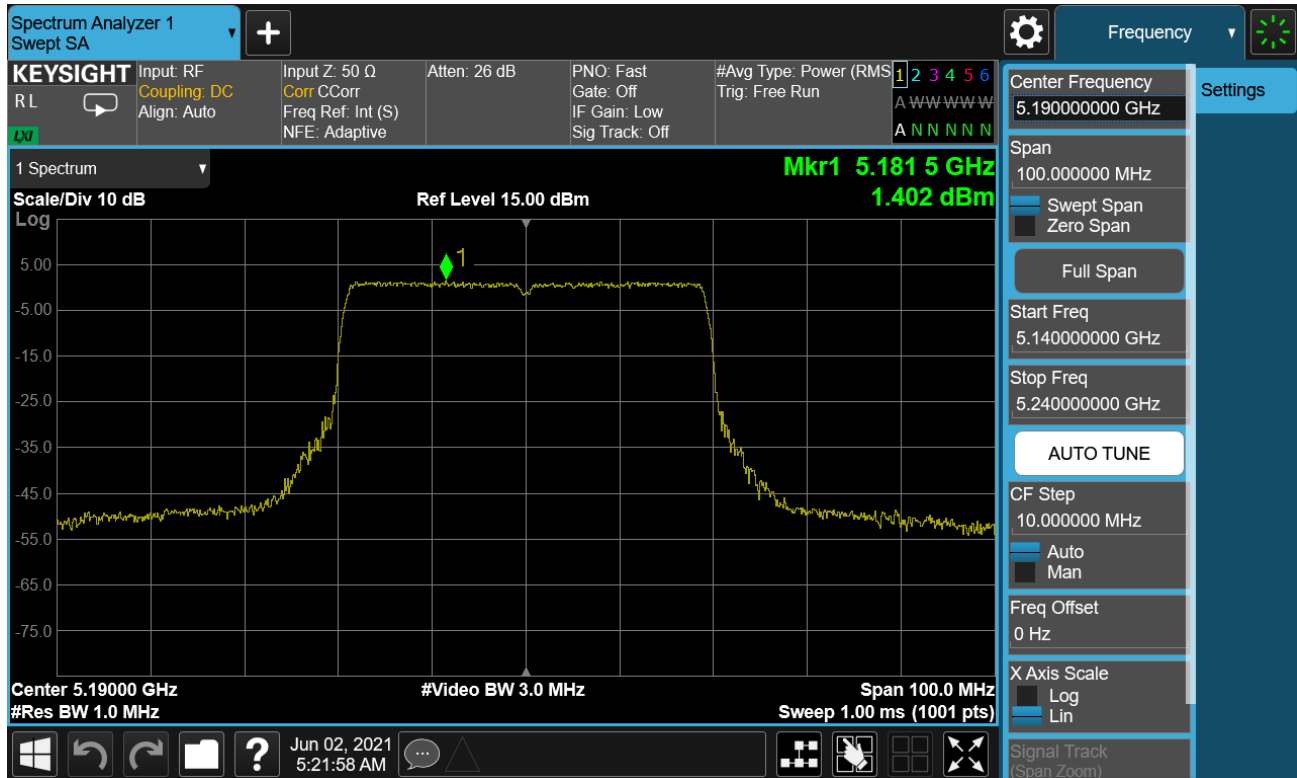 Spectrum Analyzer 1
Swept SA
Frequency
KEYSIGHT
R L
LXI
Input: RF
Coupling: DC
Align: Auto
Input Z: 50 Ω
Corr CCorr
Freq Ref: Int (S)
NFE: Adaptive
Atten: 26 dB
PNO: Fast
Gate: Off
IF Gain: Low
Sig Track: Off
#Avg Type: Power (RMS
Trig: Free Run
1 2 3 4 5 6
A W W W W W
A N N N N N
1 Spectrum
Mkr1 5.181 5 GHz
1.402 dBm
Scale/Div 10 dB
Ref Level 15.00 dBm
Log
1
5.00
-5.00
-15.0
-25.0
-35.0
-45.0
-55.0
-65.0
-75.0
Center 5.19000 GHz
#Video BW 3.0 MHz
Span 100.0 MHz
#Res BW 1.0 MHz
Sweep 1.00 ms (1001 pts)
?
Jun 02, 2021
5:21:58 AM
Center Frequency
5.190000000 GHz
Settings
Span
100.000000 MHz
Swept Span
Zero Span
Full Span
Start Freq
5.140000000 GHz
Stop Freq
5.240000000 GHz
AUTO TUNE
CF Step
10.000000 MHz
Auto
Man
Freq Offset
0 Hz
X Axis Scale
Log
Lin
Signal Track
(Span Zoom)